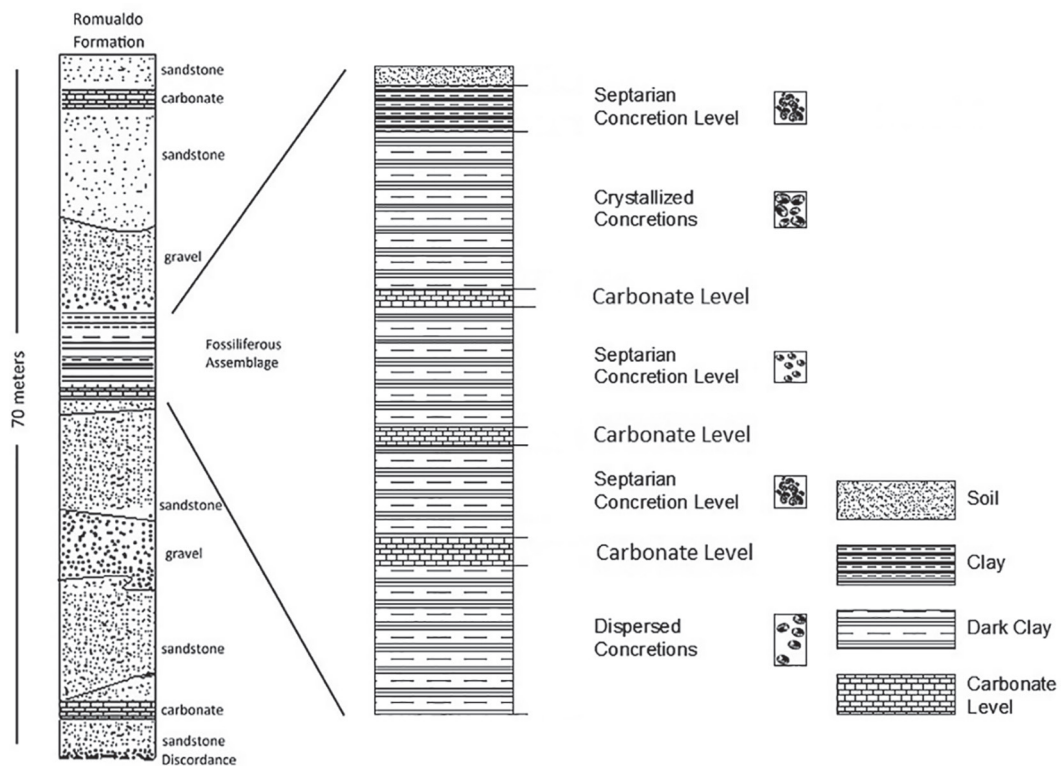 Romualdo
Formation
sandstone
carbonate
sandstone
gravel
Fossiliferous
Assemblage
70 meters
sandstone
gravel
sandstone
carbonate
sandstone
Discordance
Septarian
Concretion Level
Crystallized
Concretions
Carbonate Level
Septarian
Concretion Level
Carbonate Level
Septarian
Concretion Level
Carbonate Level
Dispersed
Concretions
Soil
Clay
Dark Clay
Carbonate
Level